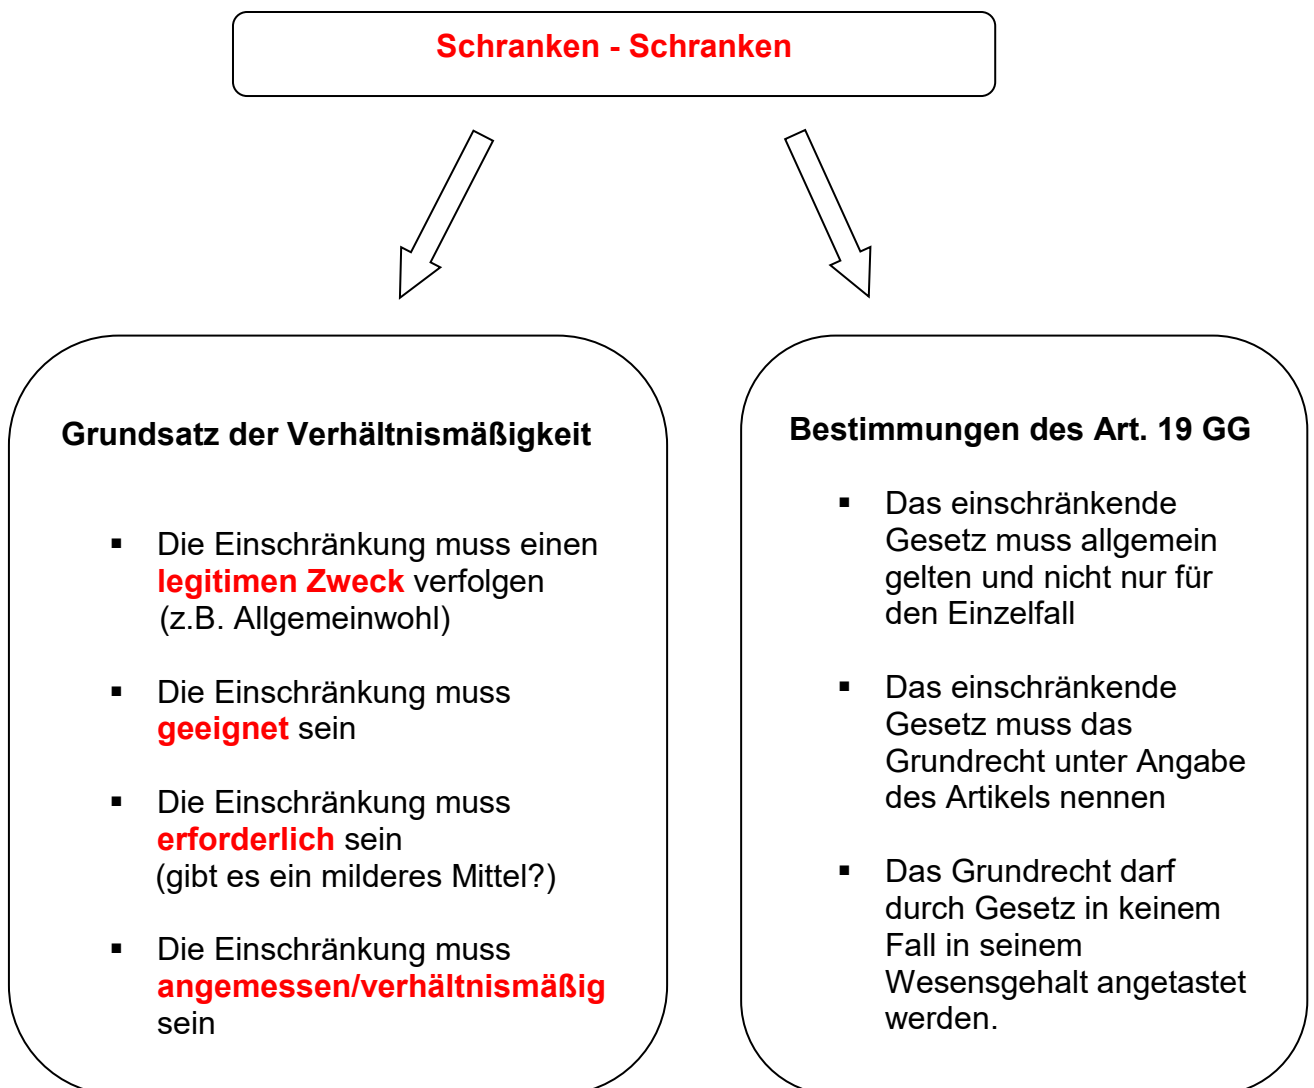 Schranken - Schranken
Grundsatz der Verhältnismäßigkeit
▪ Die Einschränkung muss einen
legitimen Zweck verfolgen
(z.B. Allgemeinwohl)
▪ Die Einschränkung muss
geeignet sein
▪ Die Einschränkung muss
erforderlich sein
(gibt es ein milderes Mittel?)
▪ Die Einschränkung muss
angemessen/verhältnismäßig
sein
Bestimmungen des Art. 19 GG
▪ Das einschränkende
Gesetz muss allgemein
gelten und nicht nur für
den Einzelfall
▪ Das einschränkende
Gesetz muss das
Grundrecht unter Angabe
des Artikels nennen
▪ Das Grundrecht darf
durch Gesetz in keinem
Fall in seinem
Wesensgehalt angetastet
werden.